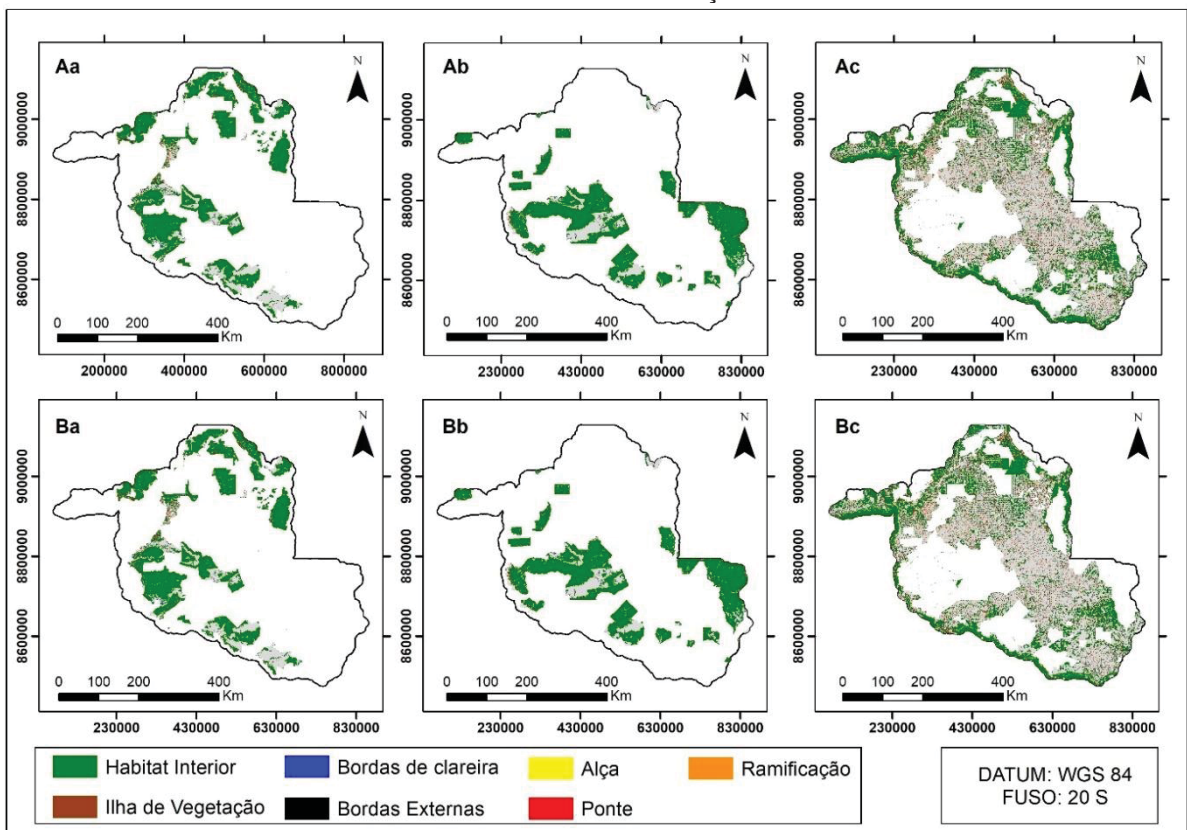 Aa
N
9000000
8800000
8600000
0 100 200 400
Km
200000 400000 600000 800000
Ab
N
9000000
8800000
8600000
0 100 200 400
Km
230000 430000 630000 830000
Ac
N
9000000
8800000
8600000
0 100 200 400
Km
230000 430000 630000 830000
Ba
N
9000000
8800000
8600000
0 100 200 400
Km
230000 430000 630000 830000
Bb
N
9000000
8800000
8600000
0 100 200 400
Km
230000 430000 630000 830000
Bc
N
9000000
8800000
8600000
0 100 200 400
Km
230000 430000 630000 830000
Habitat Interior
Bordas de clareira
Alça
Ramificação
Ilha de Vegetação
Bordas Externas
Ponte
DATUM: WGS 84
FUSO: 20 S